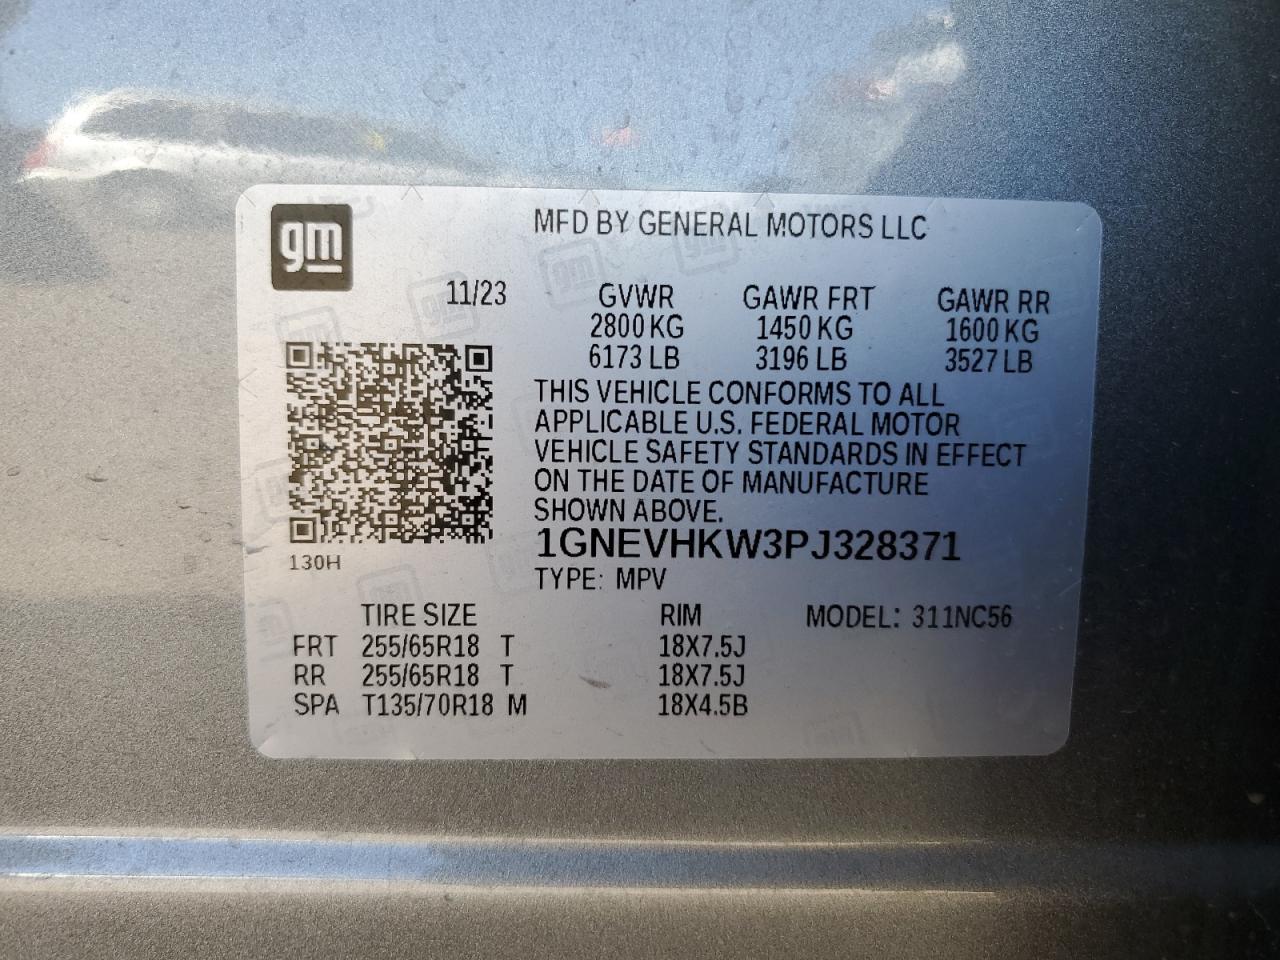 gm
MFD BY GENERAL MOTORS LLC
11/23
GVWR GAWR FRT GAWR RR
2800 KG 1450 KG 1600 KG
6173 LB 3196 LB 3527 LB
THIS VEHICLE CONFORMS TO ALL
APPLICABLE U.S. FEDERAL MOTOR
VEHICLE SAFETY STANDARDS IN EFFECT
ON THE DATE OF MANUFACTURE
SHOWN ABOVE.
1GNEVHKW3PJ328371
130H
TYPE: MPV
TIRE SIZE RIM MODEL: 311NC56
FRT 255/65R18 T 18X7.5J
RR 255/65R18 T 18X7.5J
SPA T135/70R18 M 18X4.5B